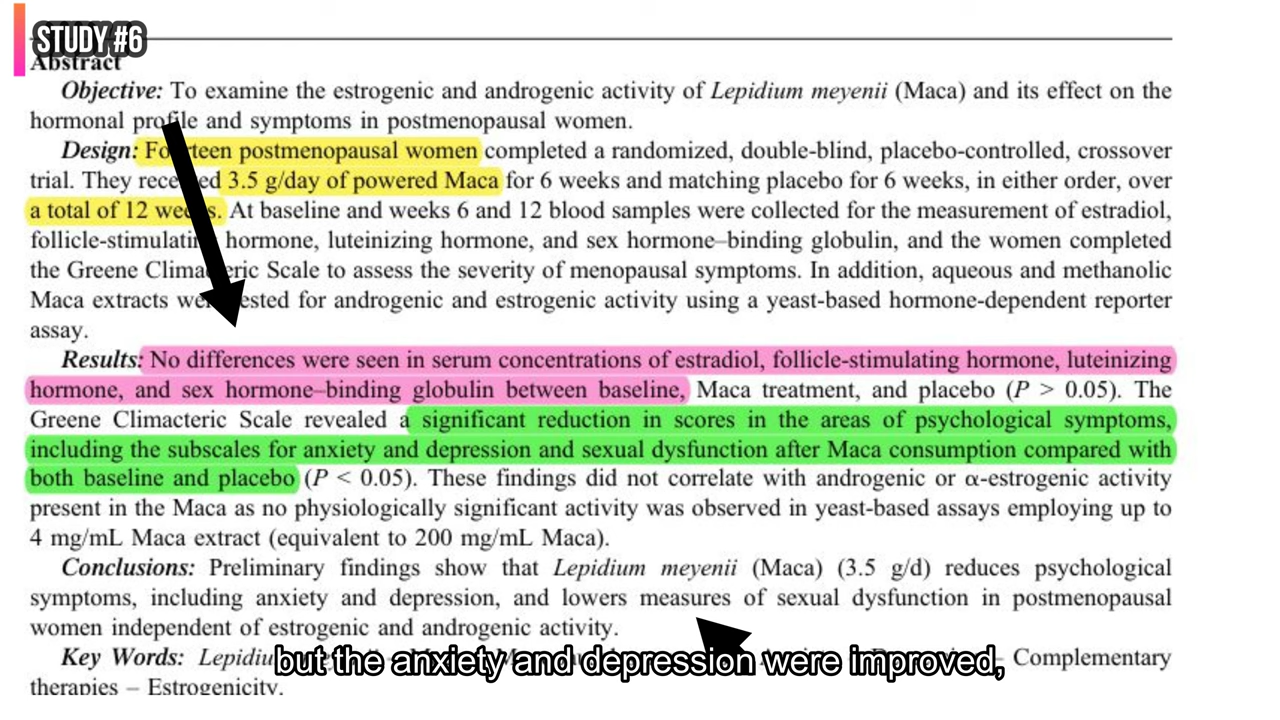 STUDY #6
Abstract
Objective: To examine the estrogenic and androgenic activity of Lepidium meyenii (Maca) and its effect on the
hormonal profile and symptoms in postmenopausal women.
Design: Fourteen postmenopausal women completed a randomized, double-blind, placebo-controlled, crossover
trial. They received 3.5 g/day of powered Maca for 6 weeks and matching placebo for 6 weeks, in either order, over
a total of 12 weeks. At baseline and weeks 6 and 12 blood samples were collected for the measurement of estradiol,
follicle-stimulating hormone, luteinizing hormone, and sex hormone–binding globulin, and the women completed
the Greene Climacteric Scale to assess the severity of menopausal symptoms. In addition, aqueous and methanolic
Maca extracts were tested for androgenic and estrogenic activity using a yeast-based hormone-dependent reporter
assay.
Results: No differences were seen in serum concentrations of estradiol, follicle-stimulating hormone, luteinizing
hormone, and sex hormone–binding globulin between baseline, Maca treatment, and placebo (P > 0.05). The
Greene Climacteric Scale revealed a significant reduction in scores in the areas of psychological symptoms,
including the subscales for anxiety and depression and sexual dysfunction after Maca consumption compared with
both baseline and placebo (P < 0.05). These findings did not correlate with androgenic or α-estrogenic activity
present in the Maca as no physiologically significant activity was observed in yeast-based assays employing up to
4 mg/mL Maca extract (equivalent to 200 mg/mL Maca).
Conclusions: Preliminary findings show that Lepidium meyenii (Maca) (3.5 g/d) reduces psychological
symptoms, including anxiety and depression, and lowers measures of sexual dysfunction in postmenopausal
women independent of estrogenic and androgenic activity.
Key Words: Complementary
but the anxiety and depression were improved,
therapies – Estrogenicity.